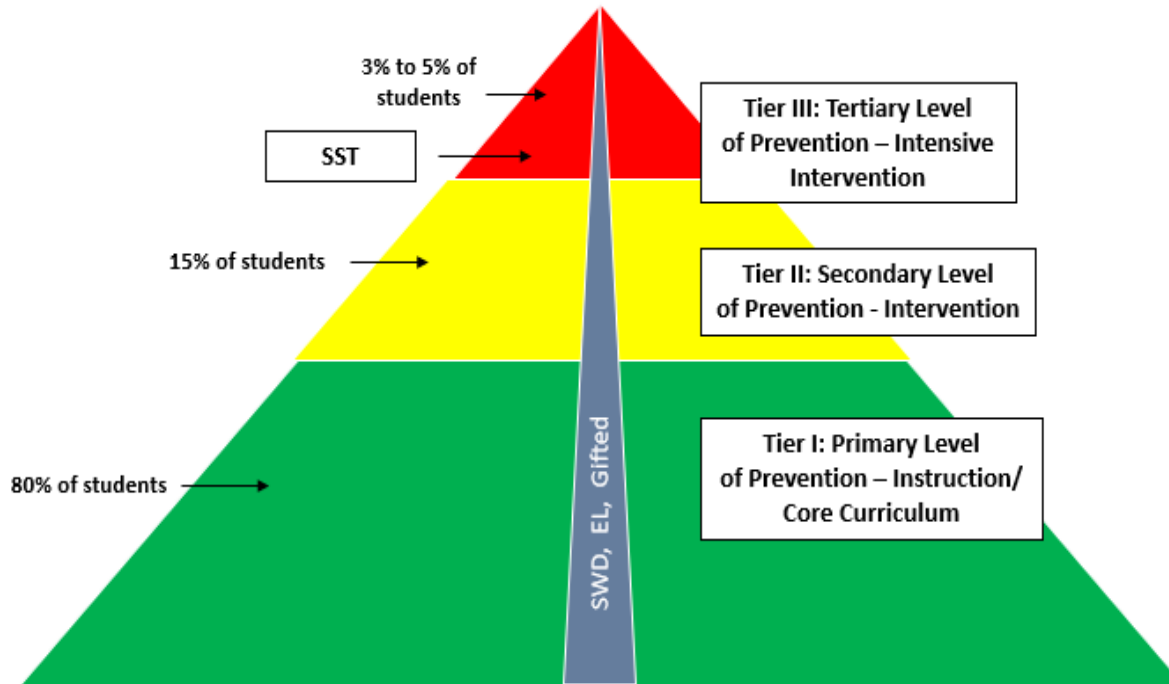 3% to 5% of
students
SST
Tier III: Tertiary Level
of Prevention – Intensive
Intervention
15% of students
Tier II: Secondary Level
of Prevention - Intervention
80% of students
Tier I: Primary Level
of Prevention – Instruction/
Core Curriculum
SWD, EL, Gifted